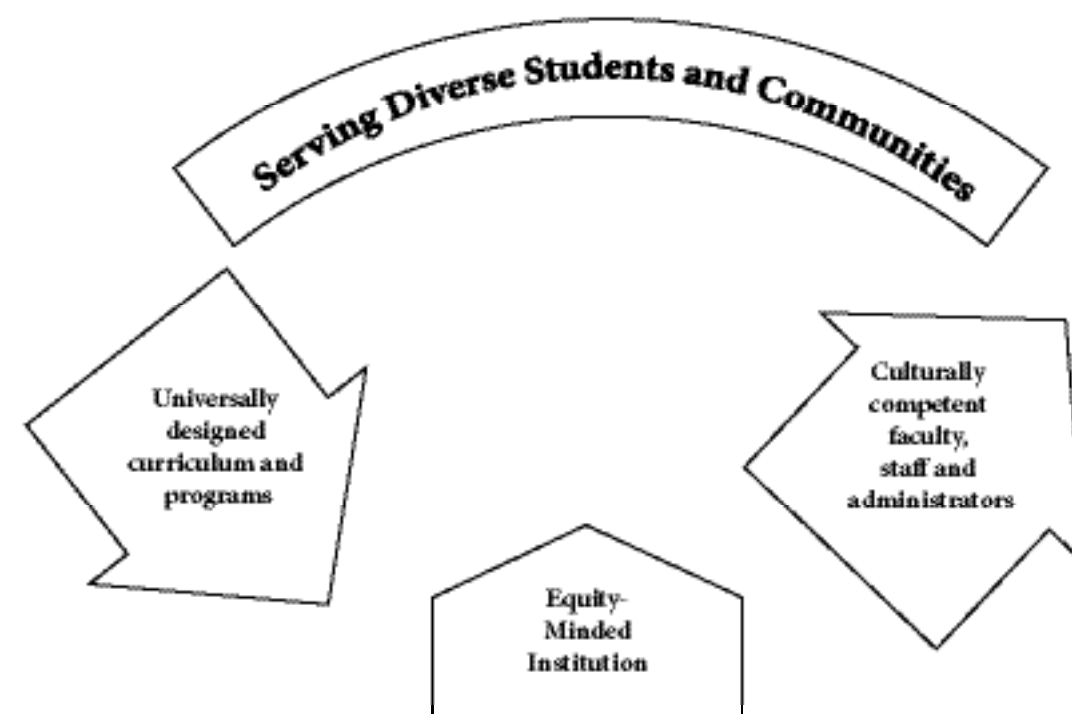 Serving Diverse Students and Communities
Universally
designed
curriculum and
programs
Culturally
competent
faculty,
staff and
administrators
Equity-
Minded
Institution